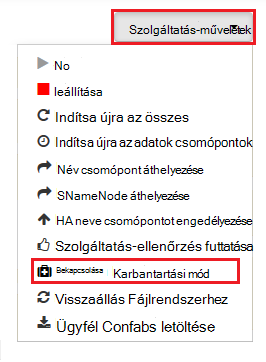 Szolgáltatás-műveletek
No
leállítása
Indítsa újra az összes
Indítsa újra az adatok csomópontok
Név csomópont áthelyezése
SNameNode áthelyezése
HA neve csomópontot engedélyezése
Szolgáltatás-ellenőrzés futtatása
Bekapcsolása Karbantartási mód
Visszaállás Fájlrendszerhez
Ügyfél Confabs letöltése